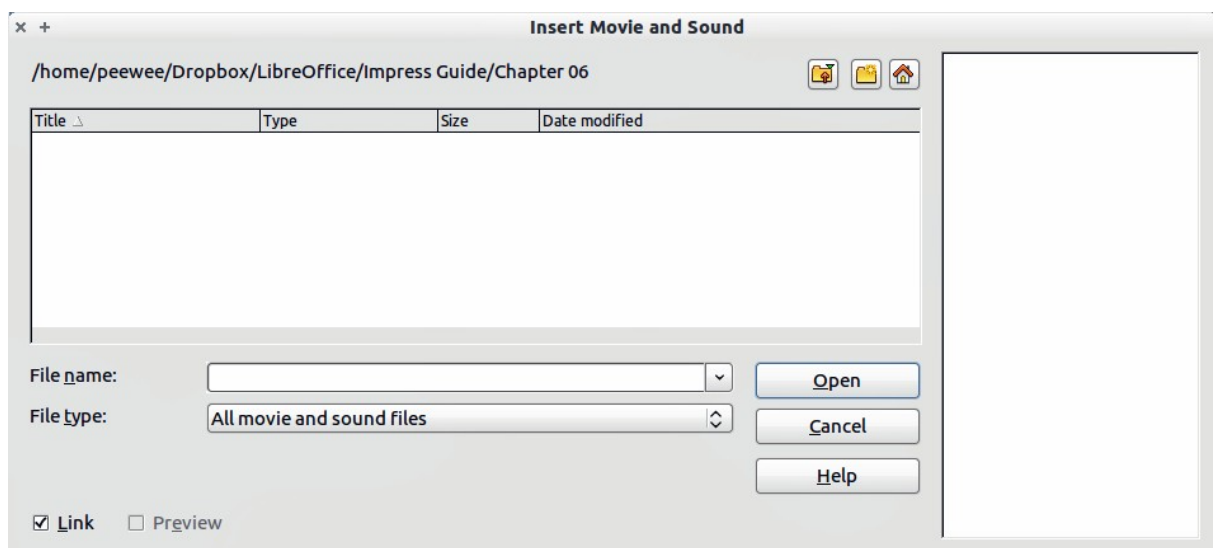 Insert Movie and Sound
/home/peewee/Dropbox/LibreOffice/Impress Guide/Chapter 06
Title Type Size Date modified
File name:
Open
File type: All movie and sound files
Cancel
Help
Link Preview